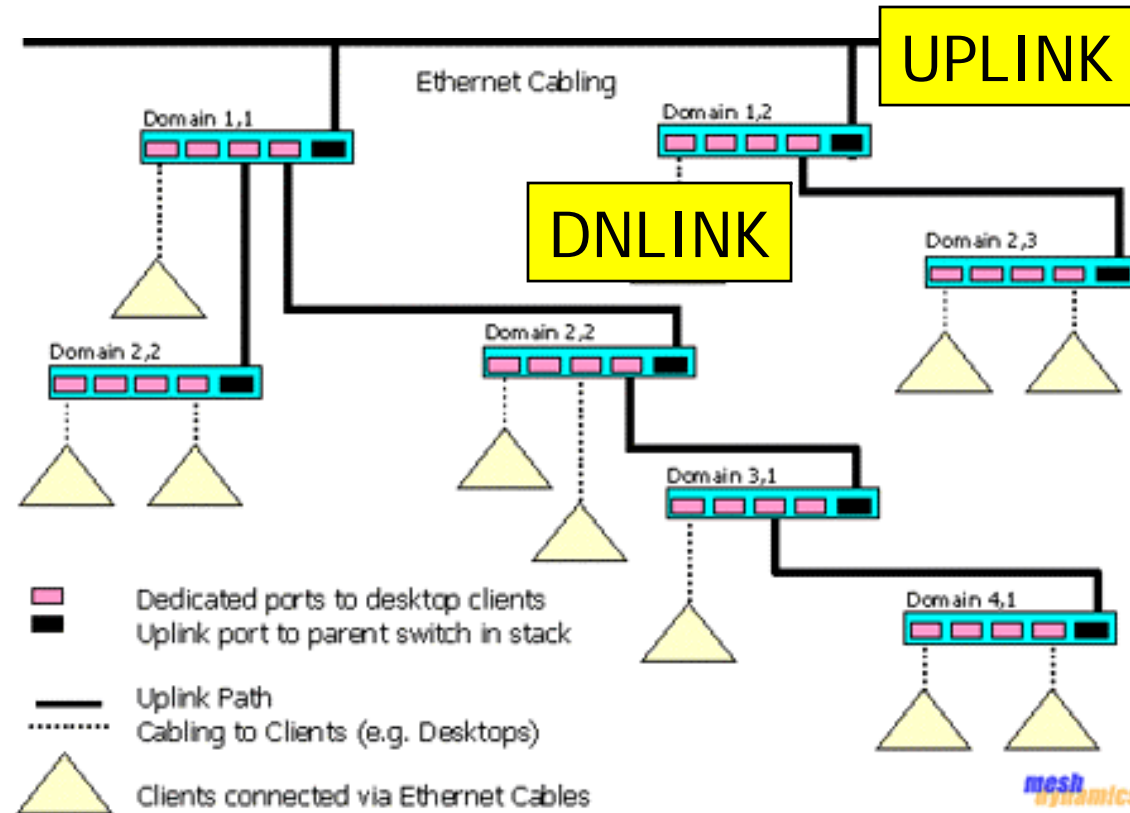 UPLINK
Ethernet Cabling
Domain 1,1
Domain 1,2
DNLINK
Domain 2,3
Domain 2,2
Domain 2,2
Domain 3,1
Domain 4,1
Dedicated ports to desktop clients
Uplink port to parent switch in stack
Uplink Path
Cabling to Clients (e.g. Desktops)
Clients connected via Ethernet Cables
mesh
dynamics